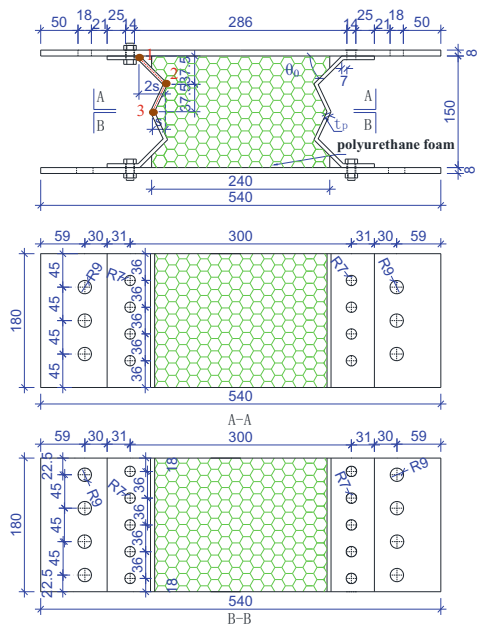 50 18 21 25 14 286 14 25 21 18 50
1
2
3
37.5
37.5
2s
s
θ₀
7
tp
A
B
A
B
8
150
8
polyurethane foam
240
540
59 30 31 300 31 30 59
45
45
45
R9
R7
36
36
36
36
R7
R9
180
540
A-A
59 30 31 300 31 30 59
22.5
45
45
45
22.5
R9
R7
18
36
36
36
36
18
R7
R9
180
540
B-B